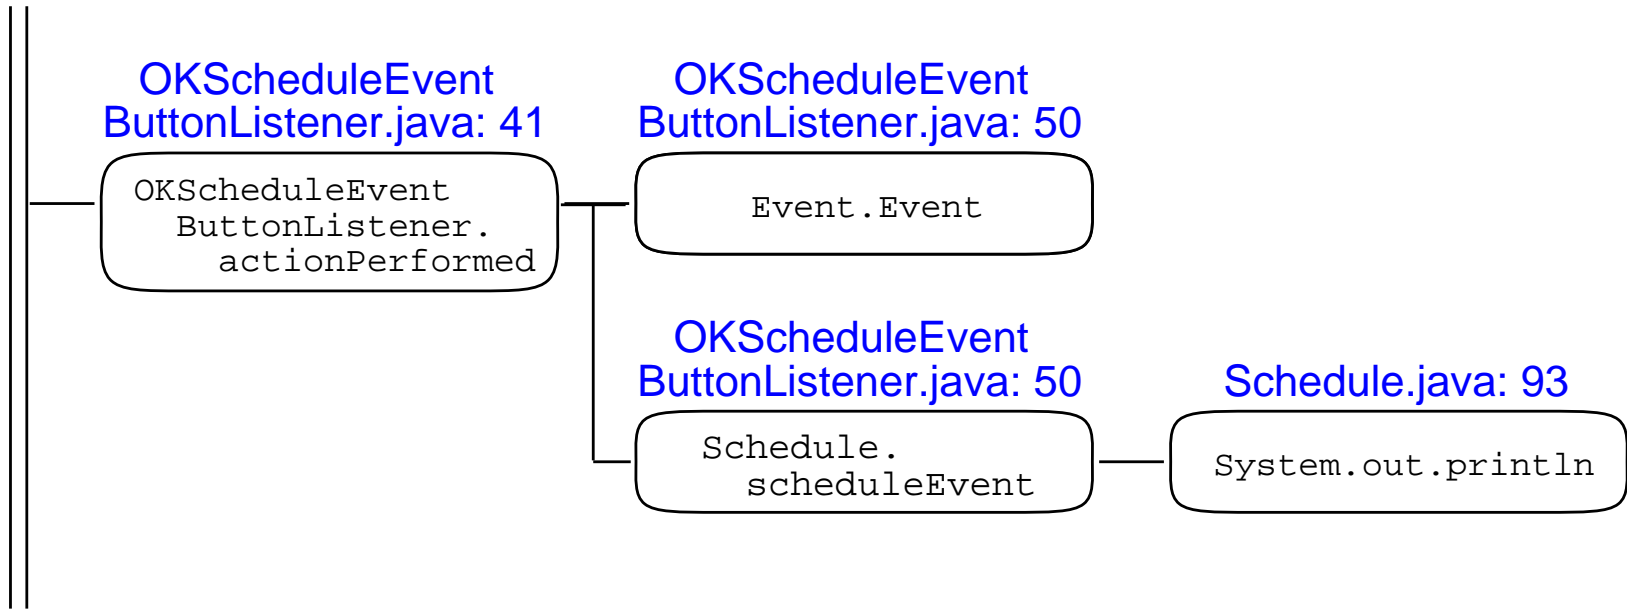 OKScheduleEvent
ButtonListener.java: 41
OKScheduleEvent
ButtonListener.
actionPerformed
OKScheduleEvent
ButtonListener.java: 50
Event.Event
OKScheduleEvent
ButtonListener.java: 50
Schedule.
scheduleEvent
Schedule.java: 93
System.out.println